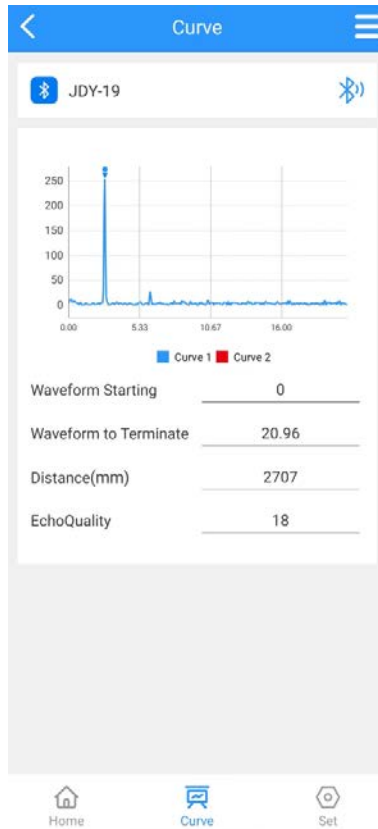 Curve
JDY-19
250
200
150
100
50
0
0.00 5.33 10.67 16.00
Curve 1 Curve 2
Waveform Starting 0
Waveform to Terminate 20.96
Distance(mm) 2707
EchoQuality 18
Home Curve Set